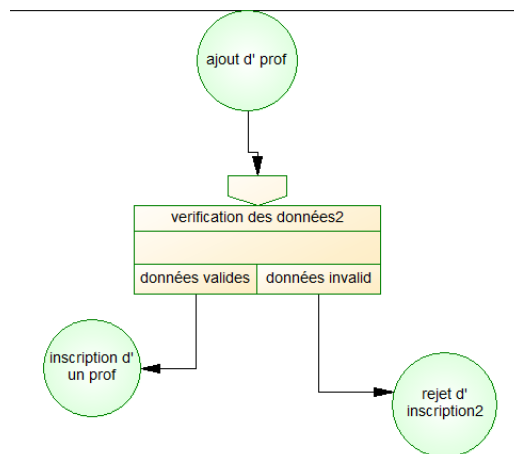 ajout d' prof
verification des données2
données valides
données invalid
inscription d'
un prof
rejet d'
inscription2